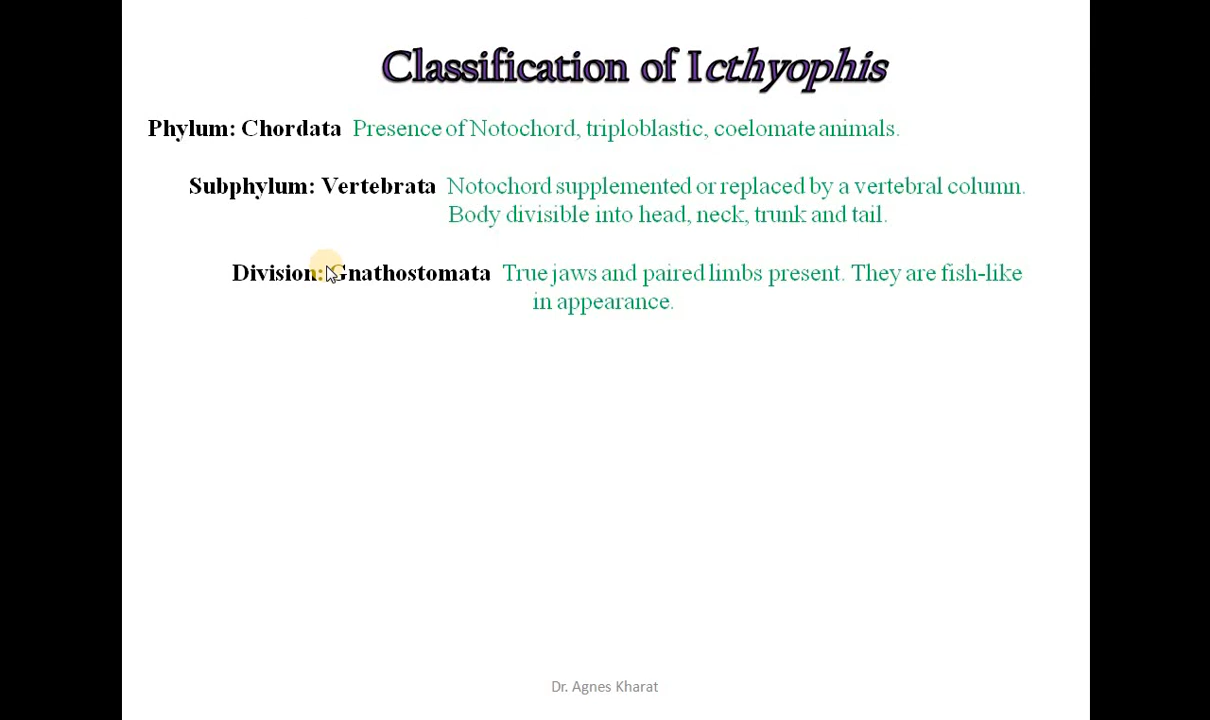 Classification of Icthyophis
Phylum: Chordata Presence of Notochord, triploblastic, coelomate animals.
Subphylum: Vertebrata Notochord supplemented or replaced by a vertebral column.
Body divisible into head, neck, trunk and tail.
Division: Gnathostomata True jaws and paired limbs present. They are fish-like
in appearance.
Dr. Agnes Kharat